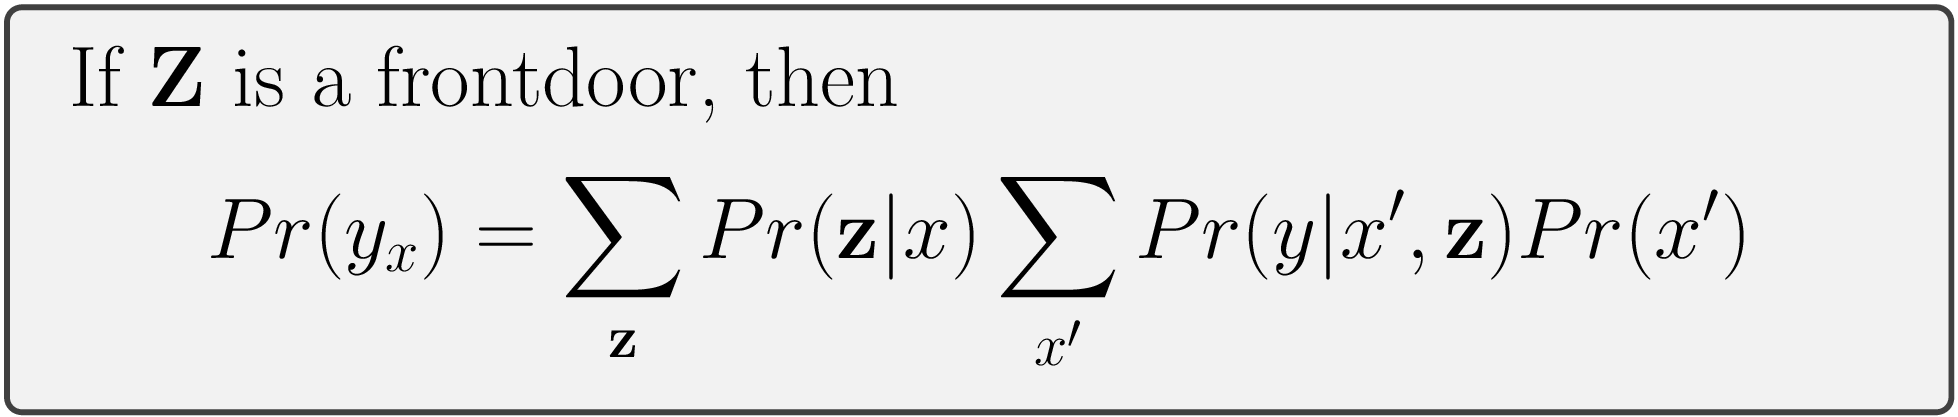 If Z is a frontdoor, then
Pr(y_x) = ∑_z Pr(z|x) ∑_{x′} Pr(y|x′, z)Pr(x′)